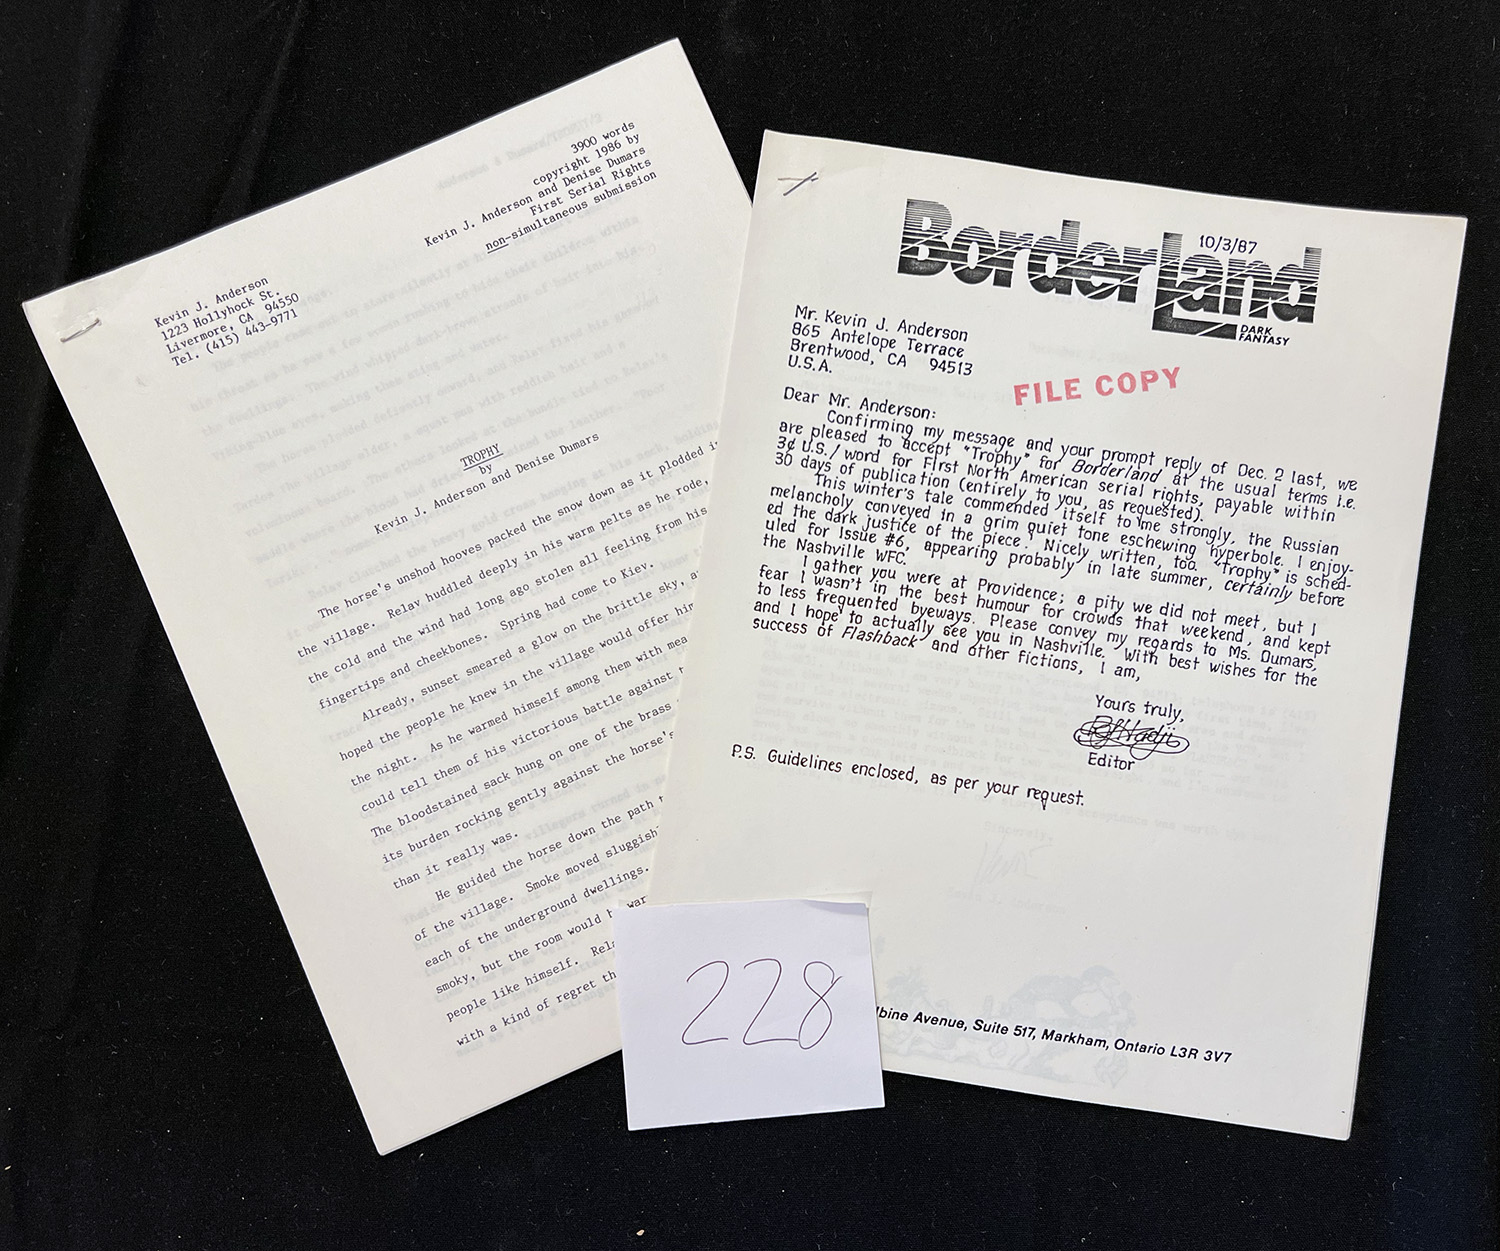 3900 words
copyright 1986 by
Kevin J. Anderson and Denise Dumars
First Serial Rights
non-simultaneous submission
Kevin J. Anderson
1223 Hollyhock St.
Livermore, CA 94550
Tel. (415) 443-9771
TROPHY
by
Kevin J. Anderson and Denise Dumars
The horse's unshod hooves packed the snow down as it plodded i
the village. Relav huddled deeply in his warm pelts as he rode,
the cold and the wind had long ago stolen all feeling from his
fingertips and cheekbones. Spring had come to Kiev.
Already, sunset smeared a glow on the brittle sky, a
hoped the people he knew in the village would offer him
the night. As he warmed himself among them with mea
could tell them of his victorious battle against t
The bloodstained sack hung on one of the brass
its burden rocking gently against the horse's
than it really was.
He guided the horse down the path t
of the village. Smoke moved sluggish
each of the underground dwellings.
smoky, but the room would b war
people like himself. Rela
with a kind of regret th
Borderland
10/3/87
DARK
FANTASY
Mr. Kevin J. Anderson
865 Antelope Terrace
Brentwood, CA 94513
U.S.A.
FILE COPY
Dear Mr. Anderson:
Confirming my message and your prompt reply of Dec. 2 last, we
are pleased to accept "Trophy" for Borderland at the usual terms i.e.
3¢ U.S./word for First North American serial rights, payable within
30 days of publication (entirely to you, as requested).
This winter's tale commended itself to me strongly, the Russian
melancholy conveyed in a grim quiet tone eschewing hyperbole. I enjoy-
ed the dark justice of the piece. Nicely written, too. "Trophy" is sched-
uled for Issue #6, appearing probably in late summer, certainly before
the Nashville WFC.
I gather you were at Providence; a pity we did not meet, but I
fear I wasn't in the best humour for crowds that weekend, and kept
to less frequented byeways. Please convey my regards to Ms. Dumars,
and I hope to actually see you in Nashville. With best wishes for the
success of Flashback and other fictions, I am,
Yours truly,
RSHadji
Editor
P.S. Guidelines enclosed, as per your request.
lbine Avenue, Suite 517, Markham, Ontario L3R 3V7
228